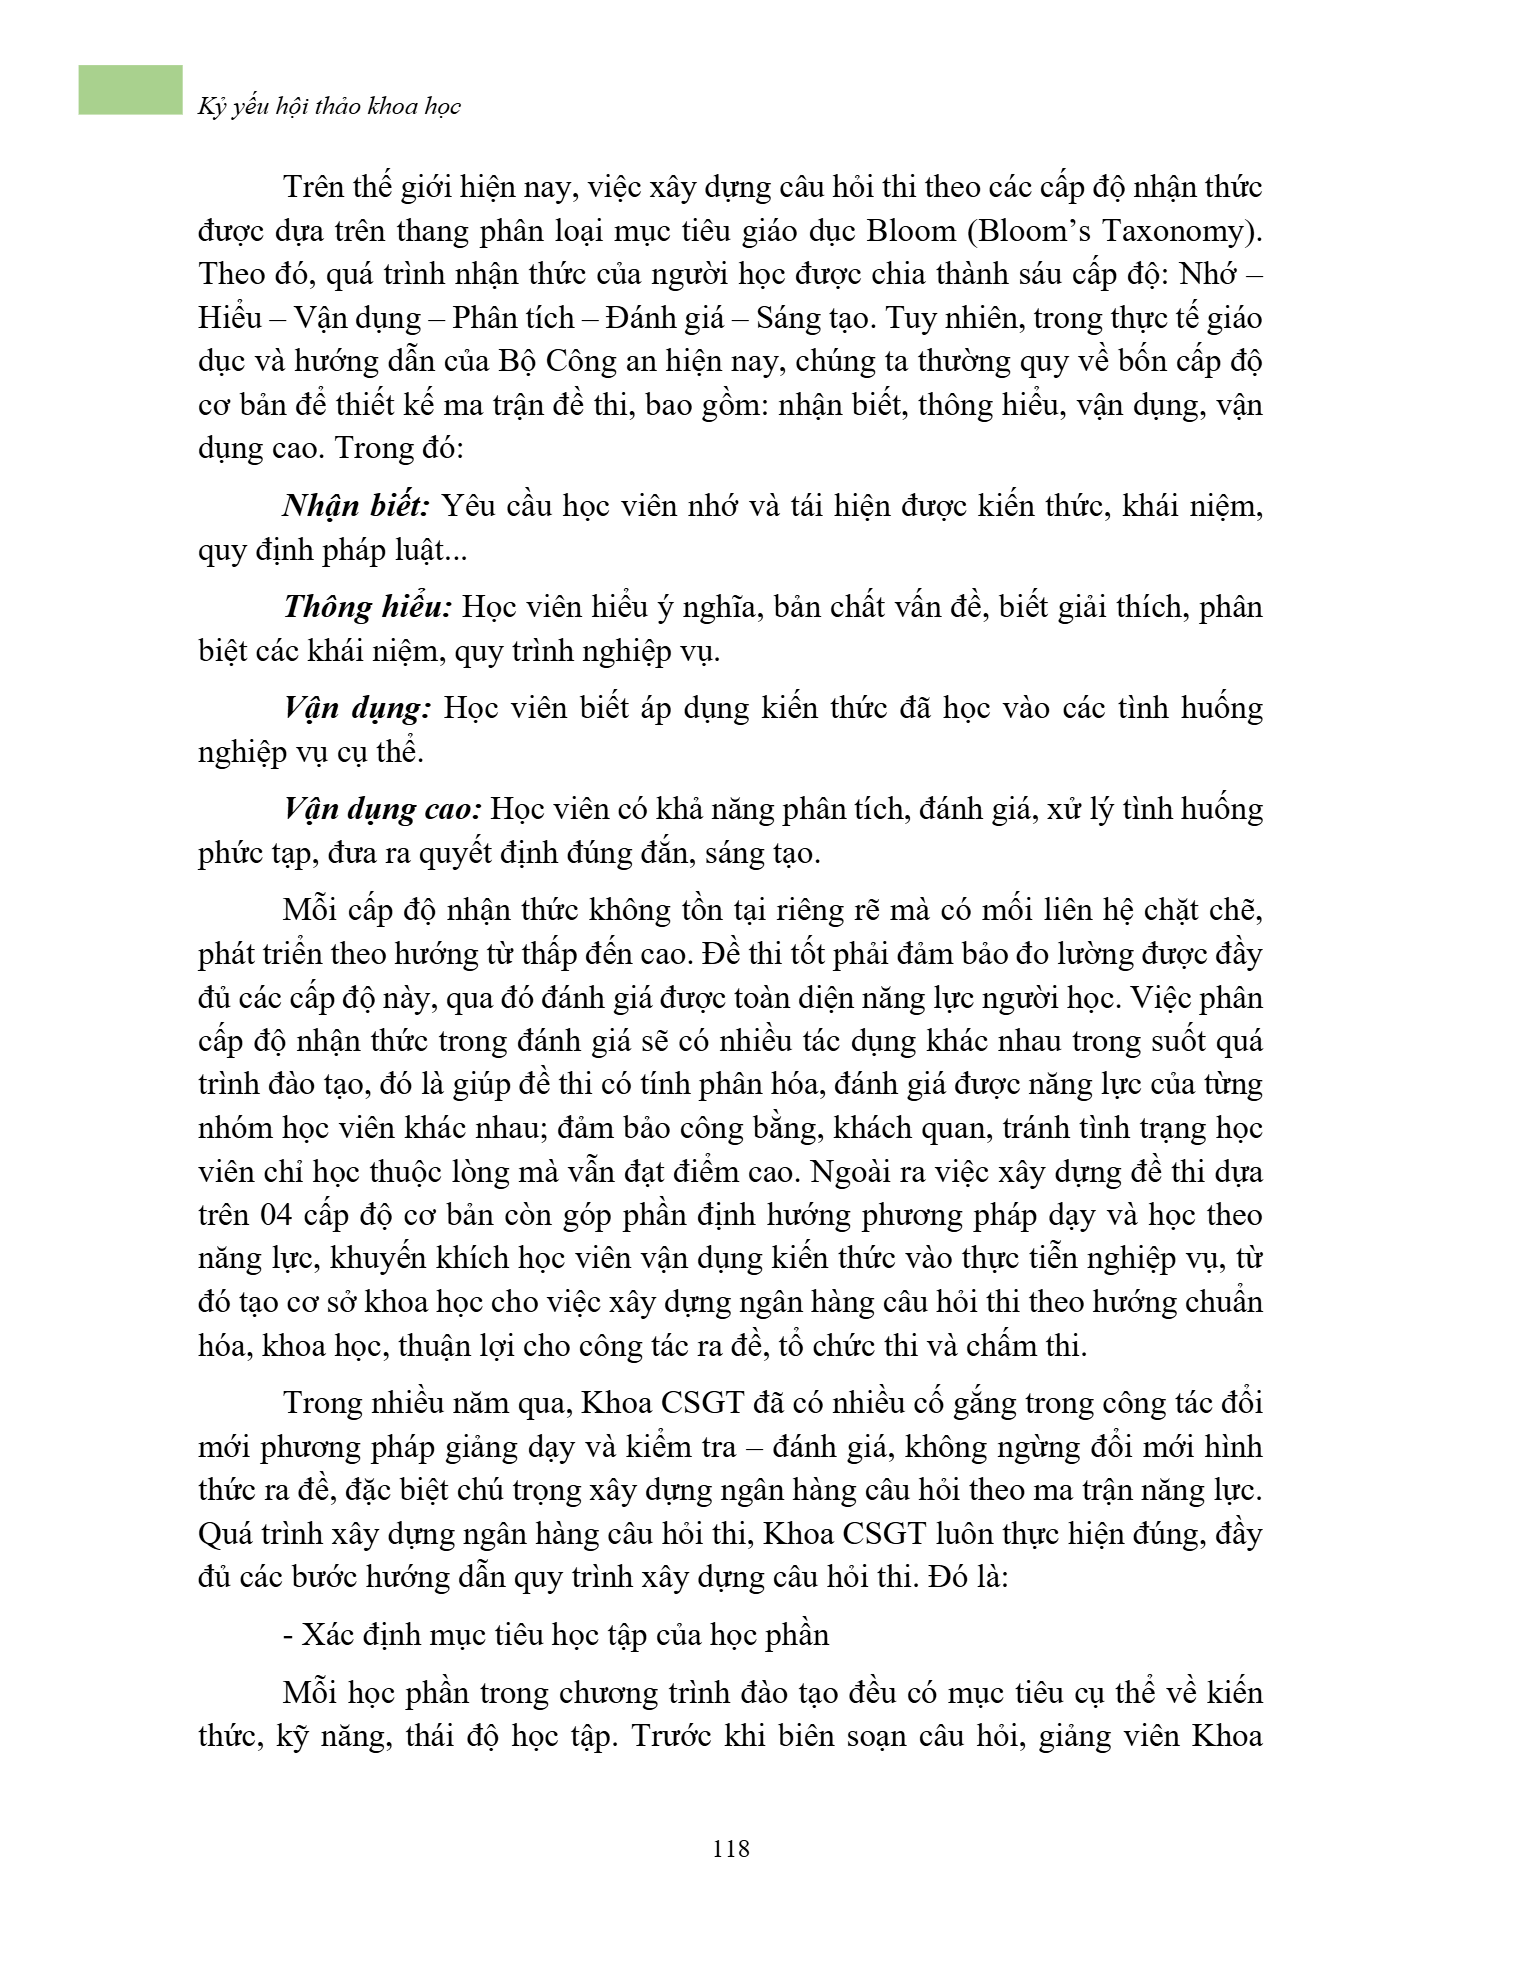 Kỷ yếu hội thảo khoa học
Trên thế giới hiện nay, việc xây dựng câu hỏi thi theo các cấp độ nhận thức
được dựa trên thang phân loại mục tiêu giáo dục Bloom (Bloom’s Taxonomy).
Theo đó, quá trình nhận thức của người học được chia thành sáu cấp độ: Nhớ –
Hiểu – Vận dụng – Phân tích – Đánh giá – Sáng tạo. Tuy nhiên, trong thực tế giáo
dục và hướng dẫn của Bộ Công an hiện nay, chúng ta thường quy về bốn cấp độ
cơ bản để thiết kế ma trận đề thi, bao gồm: nhận biết, thông hiểu, vận dụng, vận
dụng cao. Trong đó:
Nhận biết: Yêu cầu học viên nhớ và tái hiện được kiến thức, khái niệm,
quy định pháp luật...
Thông hiểu: Học viên hiểu ý nghĩa, bản chất vấn đề, biết giải thích, phân
biệt các khái niệm, quy trình nghiệp vụ.
Vận dụng: Học viên biết áp dụng kiến thức đã học vào các tình huống
nghiệp vụ cụ thể.
Vận dụng cao: Học viên có khả năng phân tích, đánh giá, xử lý tình huống
phức tạp, đưa ra quyết định đúng đắn, sáng tạo.
Mỗi cấp độ nhận thức không tồn tại riêng rẽ mà có mối liên hệ chặt chẽ,
phát triển theo hướng từ thấp đến cao. Đề thi tốt phải đảm bảo đo lường được đầy
đủ các cấp độ này, qua đó đánh giá được toàn diện năng lực người học. Việc phân
cấp độ nhận thức trong đánh giá sẽ có nhiều tác dụng khác nhau trong suốt quá
trình đào tạo, đó là giúp đề thi có tính phân hóa, đánh giá được năng lực của từng
nhóm học viên khác nhau; đảm bảo công bằng, khách quan, tránh tình trạng học
viên chỉ học thuộc lòng mà vẫn đạt điểm cao. Ngoài ra việc xây dựng đề thi dựa
trên 04 cấp độ cơ bản còn góp phần định hướng phương pháp dạy và học theo
năng lực, khuyến khích học viên vận dụng kiến thức vào thực tiễn nghiệp vụ, từ
đó tạo cơ sở khoa học cho việc xây dựng ngân hàng câu hỏi thi theo hướng chuẩn
hóa, khoa học, thuận lợi cho công tác ra đề, tổ chức thi và chấm thi.
Trong nhiều năm qua, Khoa CSGT đã có nhiều cố gắng trong công tác đổi
mới phương pháp giảng dạy và kiểm tra – đánh giá, không ngừng đổi mới hình
thức ra đề, đặc biệt chú trọng xây dựng ngân hàng câu hỏi theo ma trận năng lực.
Quá trình xây dựng ngân hàng câu hỏi thi, Khoa CSGT luôn thực hiện đúng, đầy
đủ các bước hướng dẫn quy trình xây dựng câu hỏi thi. Đó là:
- Xác định mục tiêu học tập của học phần
Mỗi học phần trong chương trình đào tạo đều có mục tiêu cụ thể về kiến
thức, kỹ năng, thái độ học tập. Trước khi biên soạn câu hỏi, giảng viên Khoa
118